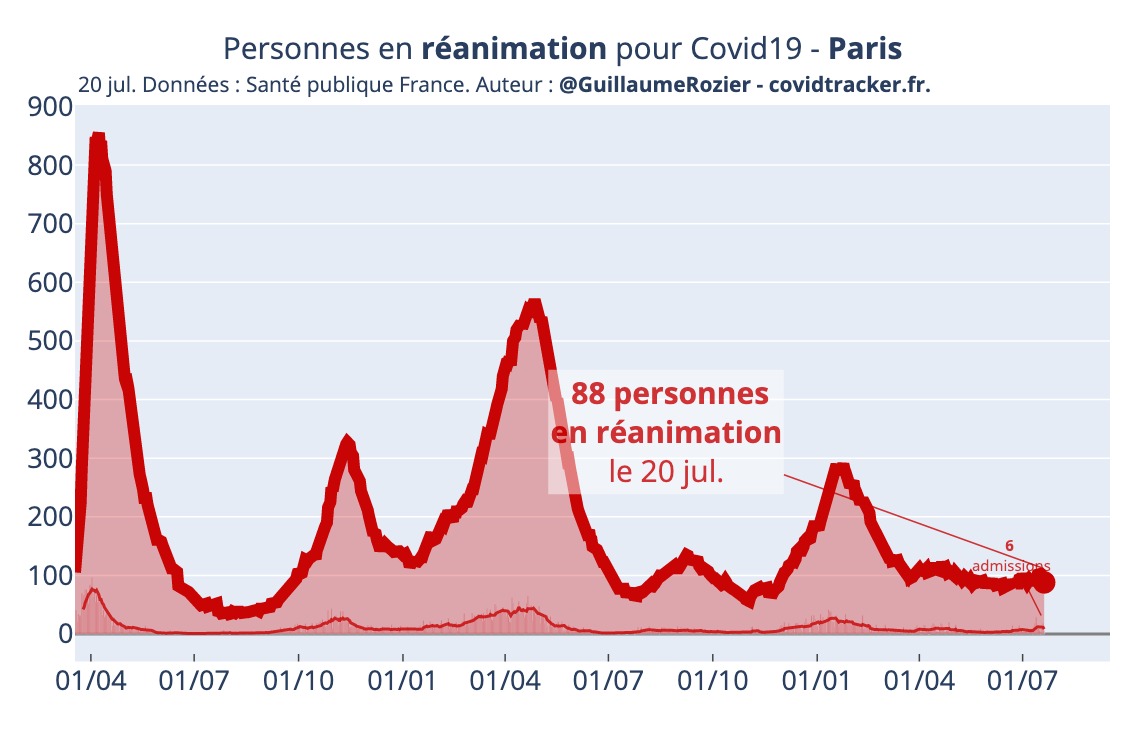 Personnes en réanimation pour Covid19 - Paris
20 jul. Données : Santé publique France. Auteur : @GuillaumeRozier - covidtracker.fr.
900
800
700
600
500
400
300
200
100
0
88 personnes
en réanimation
le 20 jul.
6
admissions
01/04 01/07 01/10 01/01 01/04 01/07 01/10 01/01 01/04 01/07